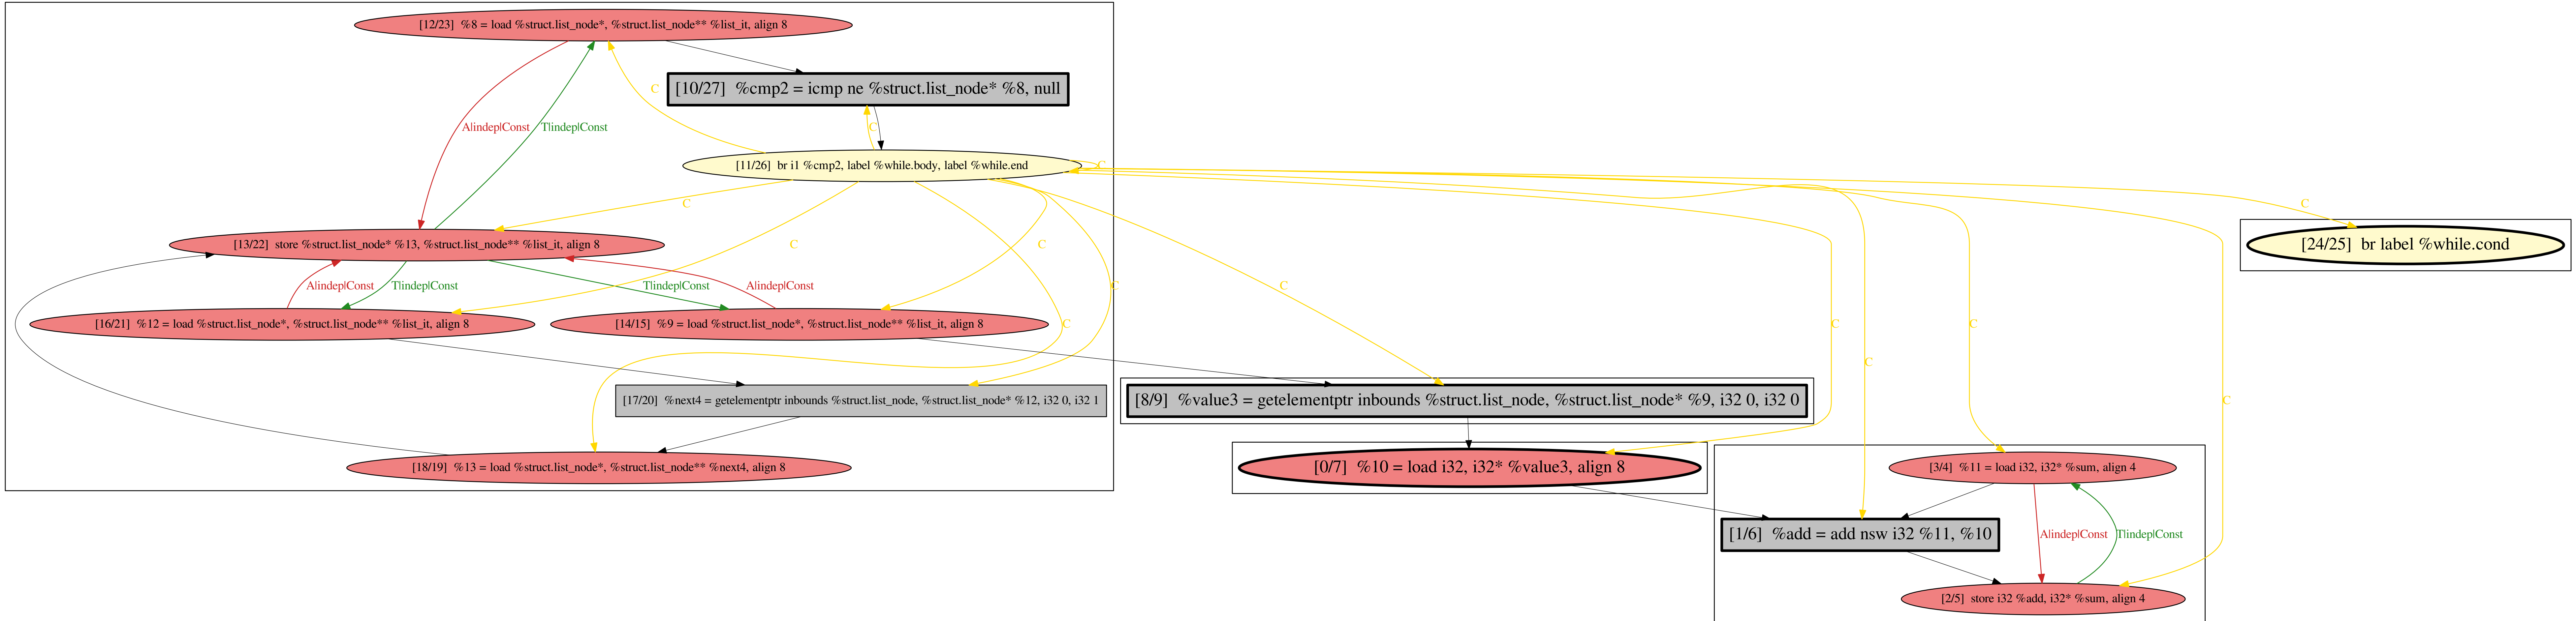 [12/23]  %8 = load %struct.list_node*, %struct.list_node** %list_it, align 8
C
[10/27]  %cmp2 = icmp ne %struct.list_node* %8, null
A|indep|Const
T|indep|Const
C
[11/26]  br i1 %cmp2, label %while.body, label %while.end
C
C
C
[24/25]  br label %while.cond
[13/22]  store %struct.list_node* %13, %struct.list_node** %list_it, align 8
C
C
A|indep|Const
T|indep|Const
T|indep|Const
A|indep|Const
C
C
[16/21]  %12 = load %struct.list_node*, %struct.list_node** %list_it, align 8
[14/15]  %9 = load %struct.list_node*, %struct.list_node** %list_it, align 8
C
C
C
C
[17/20]  %next4 = getelementptr inbounds %struct.list_node, %struct.list_node* %12, i32 0, i32 1
[8/9]  %value3 = getelementptr inbounds %struct.list_node, %struct.list_node* %9, i32 0, i32 0
C
[18/19]  %13 = load %struct.list_node*, %struct.list_node** %next4, align 8
[0/7]  %10 = load i32, i32* %value3, align 8
[3/4]  %11 = load i32, i32* %sum, align 4
[1/6]  %add = add nsw i32 %11, %10
A|indep|Const
T|indep|Const
[2/5]  store i32 %add, i32* %sum, align 4